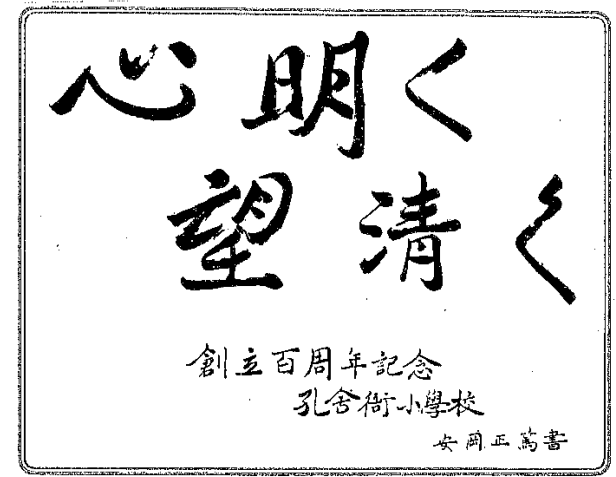 心明く
望清く
創立百周年記念
孔舍衙小學校
安岡正篤書